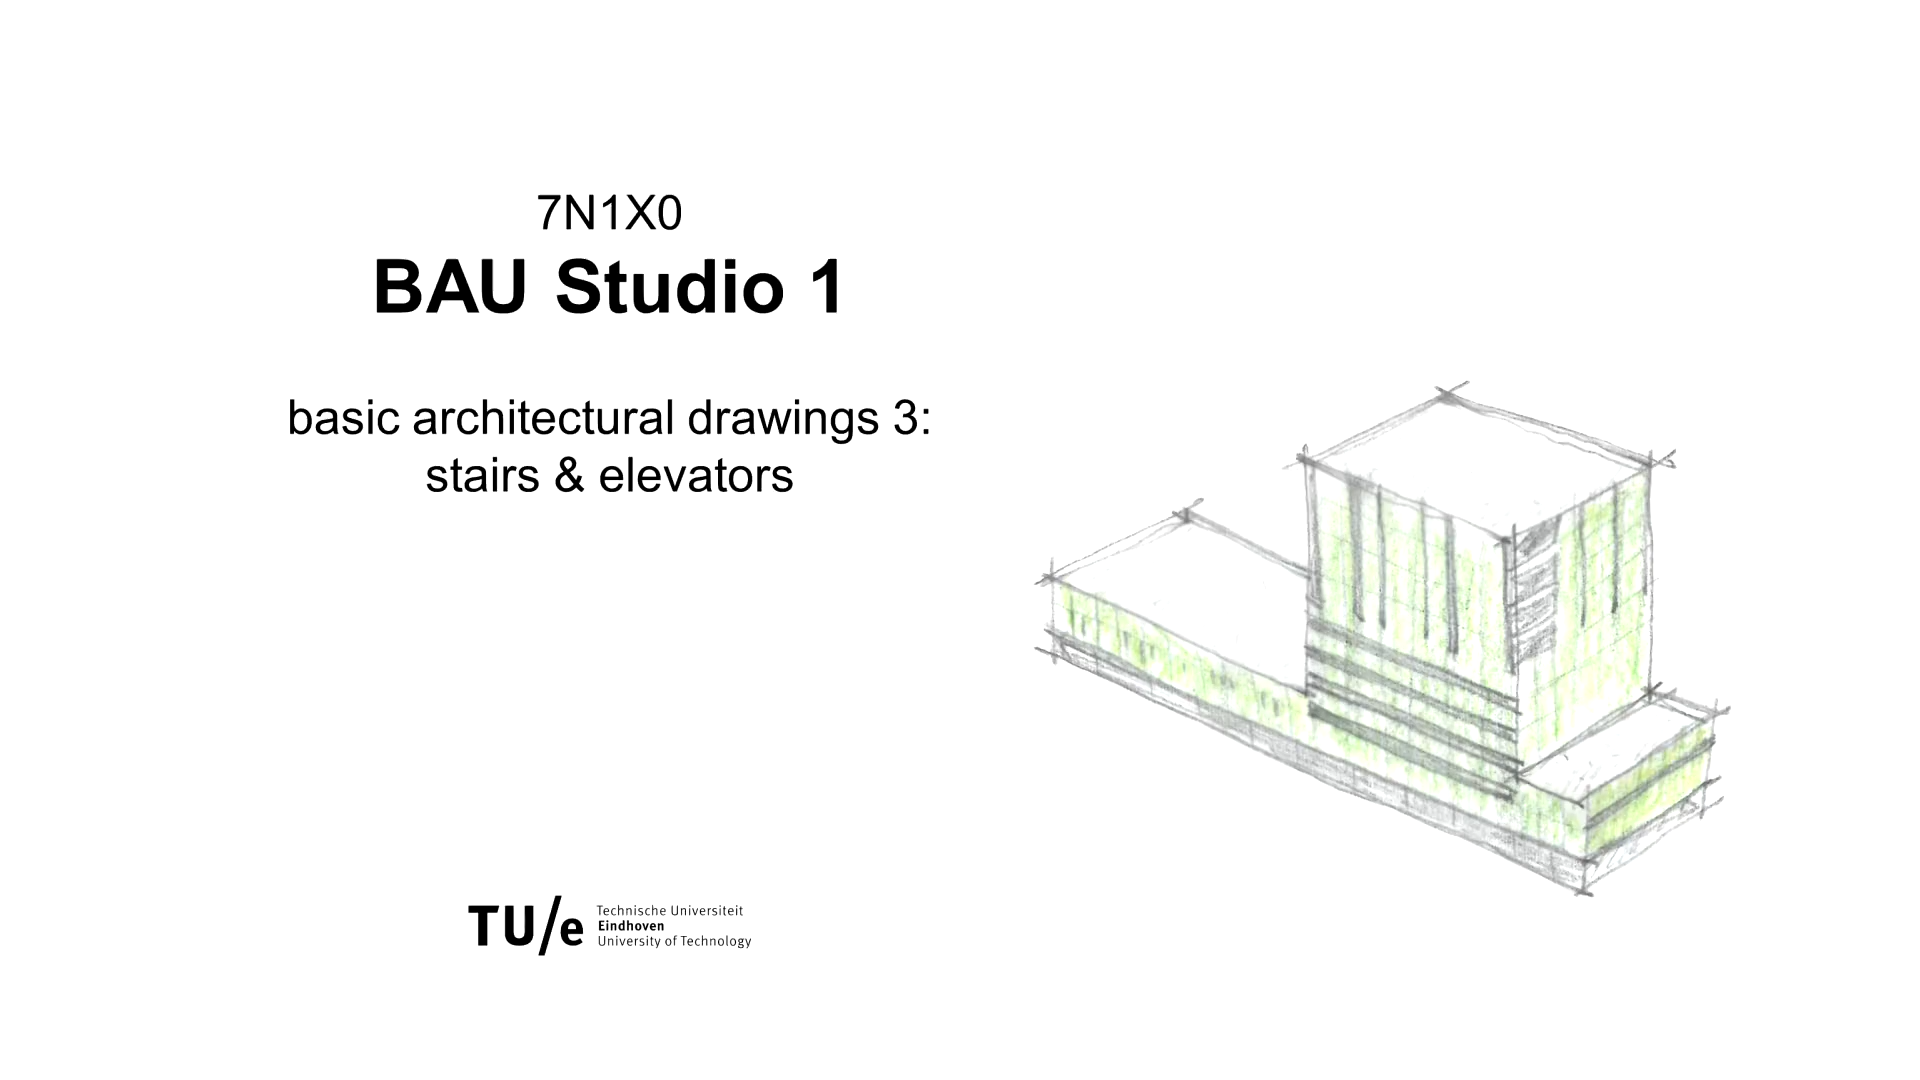 7N1X0
BAU Studio 1
basic architectural drawings 3:
stairs & elevators
TU/e
Technische Universiteit
Eindhoven
University of Technology